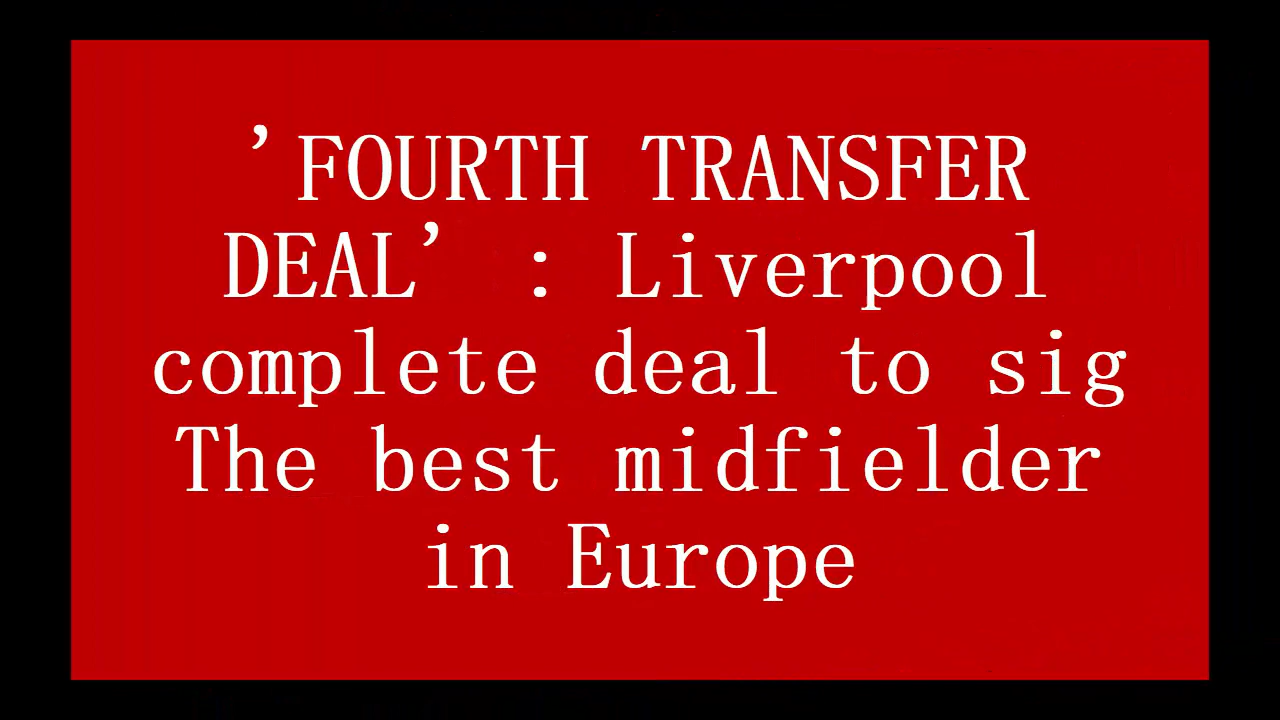 ’FOURTH TRANSFER
DEAL’ : Liverpool
complete deal to sig
The best midfielder
in Europe